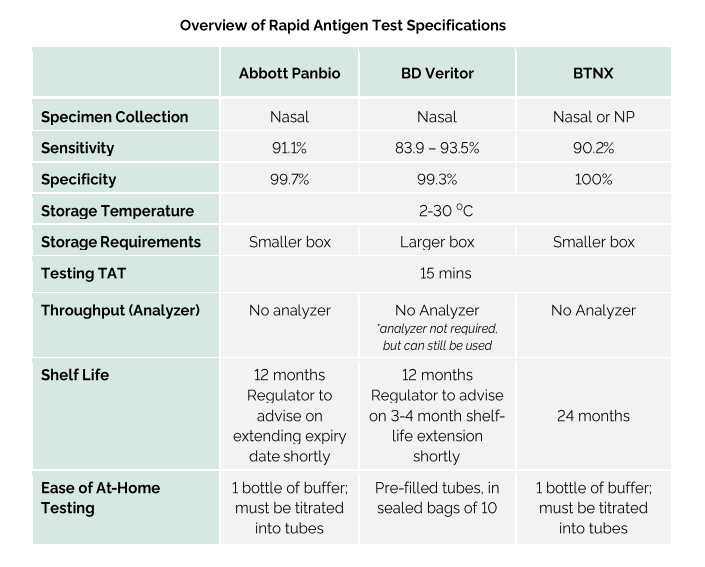 Overview of Rapid Antigen Test Specifications
Abbott Panbio BD Veritor BTNX
Specimen Collection Nasal Nasal Nasal or NP
Sensitivity 91.1% 83.9 – 93.5% 90.2%
Specificity 99.7% 99.3% 100%
Storage Temperature 2-30 ⁰C
Storage Requirements Smaller box Larger box Smaller box
Testing TAT 15 mins
Throughput (Analyzer) No analyzer No Analyzer No Analyzer
*analyzer not required,
but can still be used
Shelf Life
12 months
Regulator to
advise on
extending expiry
date shortly
12 months
Regulator to advise
on 3-4 month shelf-
life extension
shortly
24 months
Ease of At-Home
Testing
1 bottle of buffer;
must be titrated
into tubes
Pre-filled tubes, in
sealed bags of 10
1 bottle of buffer;
must be titrated
into tubes